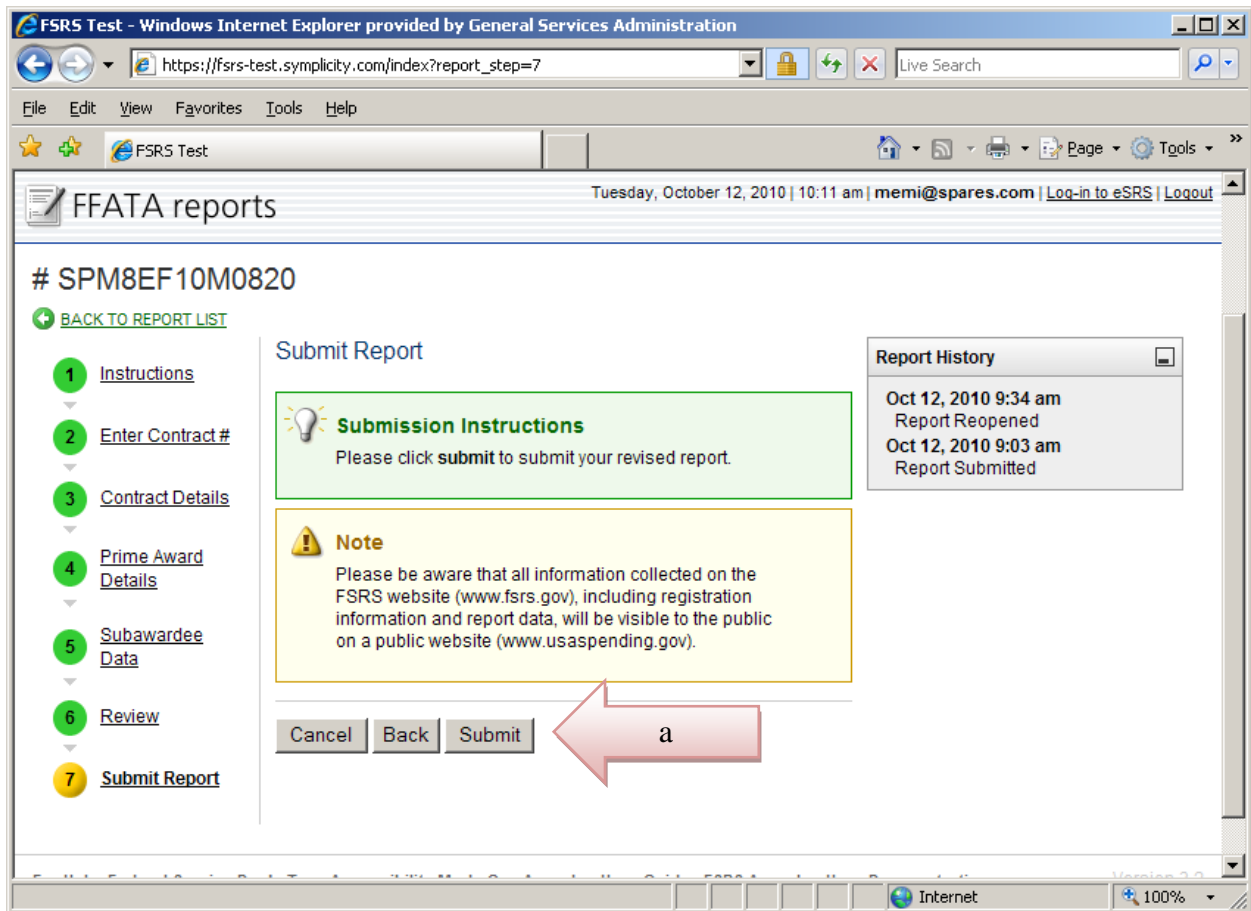 FSRS Test - Windows Internet Explorer provided by General Services Administration
https://fsrs-test.symplicity.com/index?report_step=7
Live Search
File Edit View Favorites Tools Help
FSRS Test
Page Tools »
FFATA reports
Tuesday, October 12, 2010 | 10:11 am | memi@spares.com | Log-in to eSRS | Logout
# SPM8EF10M0820
BACK TO REPORT LIST
1 Instructions
2 Enter Contract #
3 Contract Details
4 Prime Award
Details
5 Subawardee
Data
6 Review
7 Submit Report
Submit Report
Submission Instructions
Please click submit to submit your revised report.
Note
Please be aware that all information collected on the
FSRS website (www.fsrs.gov), including registration
information and report data, will be visible to the public
on a public website (www.usaspending.gov).
Cancel Back Submit
a
Report History
Oct 12, 2010 9:34 am
Report Reopened
Oct 12, 2010 9:03 am
Report Submitted
Internet
100%